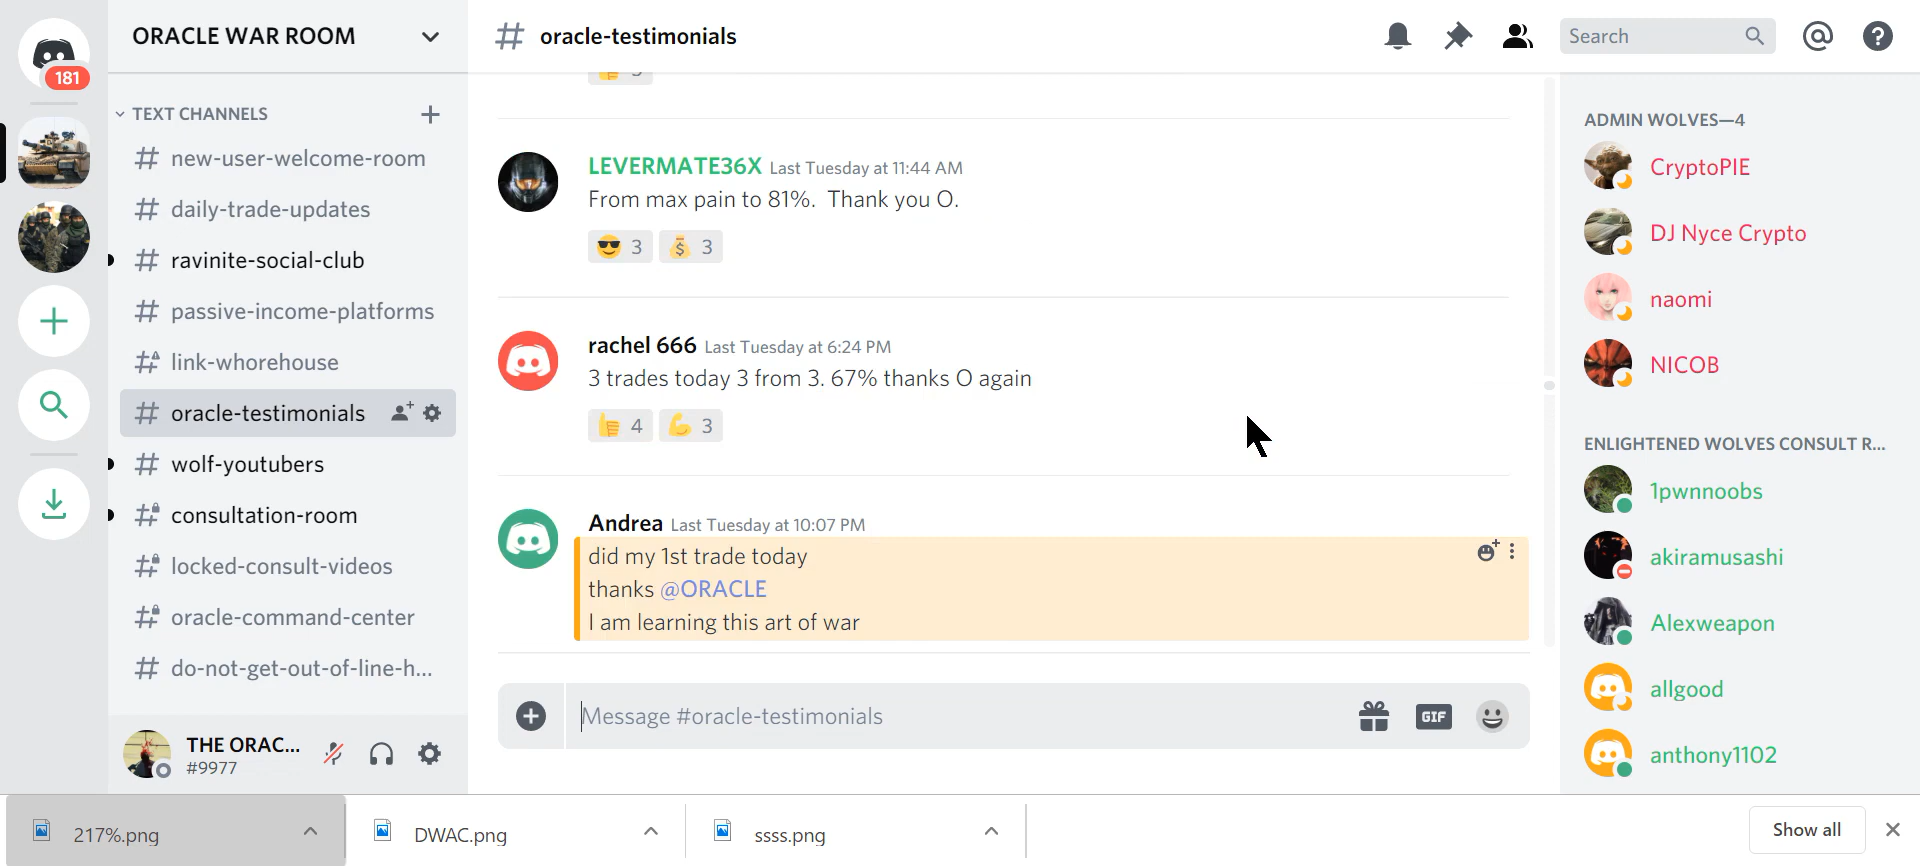 181
ORACLE WAR ROOM
TEXT CHANNELS
new-user-welcome-room
daily-trade-updates
ravinite-social-club
passive-income-platforms
link-whorehouse
oracle-testimonials
wolf-youtubers
consultation-room
locked-consult-videos
oracle-command-center
do-not-get-out-of-line-h...
THE ORAC...
#9977
# oracle-testimonials
Search
LEVERMATE36X Last Tuesday at 11:44 AM
From max pain to 81%. Thank you O.
3 3
rachel 666 Last Tuesday at 6:24 PM
3 trades today 3 from 3. 67% thanks O again
4 3
Andrea Last Tuesday at 10:07 PM
did my 1st trade today
thanks @ORACLE
I am learning this art of war
Message #oracle-testimonials
GIF
ADMIN WOLVES—4
CryptoPIE
DJ Nyce Crypto
naomi
NICOB
ENLIGHTENED WOLVES CONSULT R...
1pwnnoobs
akiramusashi
Alexweapon
allgood
anthony1102
217%.png
DWAC.png
ssss.png
Show all